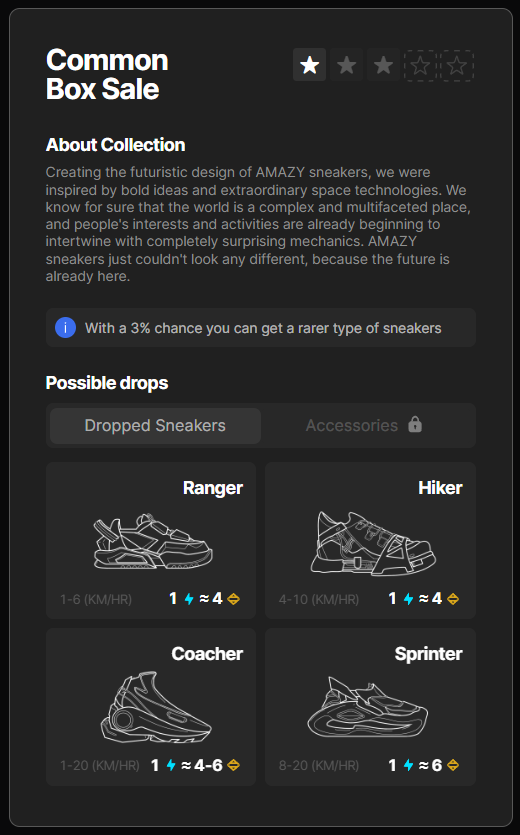 Common
Box Sale
About Collection
Creating the futuristic design of AMAZY sneakers, we were
inspired by bold ideas and extraordinary space technologies. We
know for sure that the world is a complex and multifaceted place,
and people's interests and activities are already beginning to
intertwine with completely surprising mechanics. AMAZY
sneakers just couldn't look any different, because the future is
already here.
i With a 3% chance you can get a rarer type of sneakers
Possible drops
Dropped Sneakers
Accessories
Ranger
1-6 (KM/HR) 1 ≈ 4
Hiker
4-10 (KM/HR) 1 ≈ 4
Coacher
1-20 (KM/HR) 1 ≈ 4-6
Sprinter
8-20 (KM/HR) 1 ≈ 6